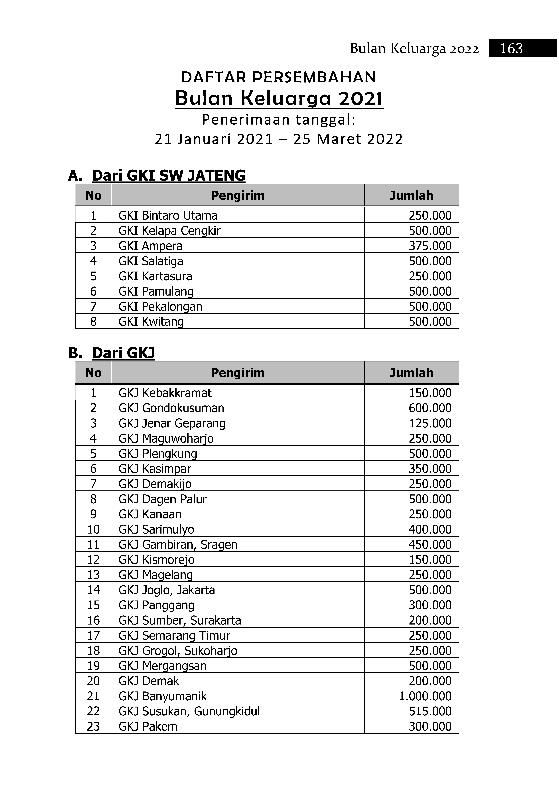 Bulan Keluarga 2022 163
DAFTAR PERSEMBAHAN
Bulan Keluarga 2021
Penerimaan tanggal:
21 Januari 2021 – 25 Maret 2022
A. Dari GKI SW JATENG
No Pengirim Jumlah
1 GKI Bintaro Utama 250.000
2 GKI Kelapa Cengkir 500.000
3 GKI Ampera 375.000
4 GKI Salatiga 500.000
5 GKI Kartasura 250.000
6 GKI Pamulang 500.000
7 GKI Pekalongan 500.000
8 GKI Kwitang 500.000
B. Dari GKJ
No Pengirim Jumlah
1 GKJ Kebakkramat 150.000
2 GKJ Gondokusuman 600.000
3 GKJ Jenar Geparang 125.000
4 GKJ Maguwoharjo 250.000
5 GKJ Plengkung 500.000
6 GKJ Kasimpar 350.000
7 GKJ Demakijo 250.000
8 GKJ Dagen Palur 500.000
9 GKJ Kanaan 250.000
10 GKJ Sarimulyo 400.000
11 GKJ Gambiran, Sragen 450.000
12 GKJ Kismorejo 150.000
13 GKJ Magelang 250.000
14 GKJ Joglo, Jakarta 500.000
15 GKJ Panggang 300.000
16 GKJ Sumber, Surakarta 200.000
17 GKJ Semarang Timur 250.000
18 GKJ Grogol, Sukoharjo 250.000
19 GKJ Mergangsan 500.000
20 GKJ Demak 200.000
21 GKJ Banyumanik 1.000.000
22 GKJ Susukan, Gunungkidul 515.000
23 GKJ Pakem 300.000